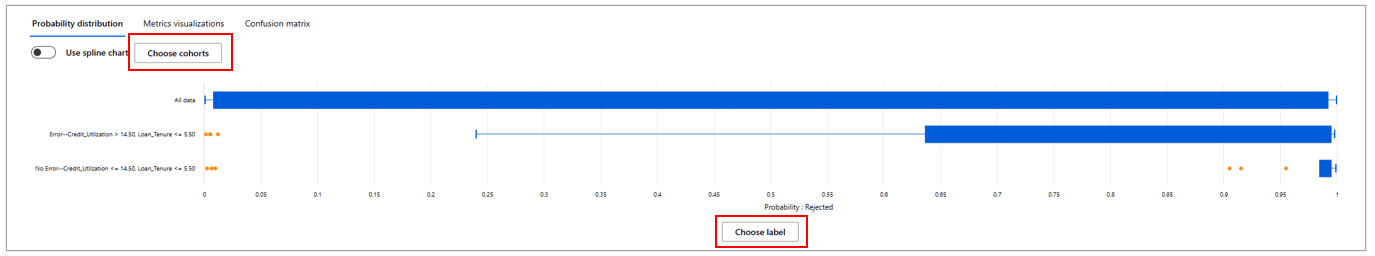 Probability distribution Metrics visualizations Confusion matrix
Use spline chart Choose cohorts
All data
Error--Credit_Utlization > 14.50, Loan_Tenure <= 5.50
No Error--Credit_Utlization <= 14.50, Loan_Tenure <= 5.50
0 0.05 0.1 0.15 0.2 0.25 0.3 0.35 0.4 0.45 0.5 0.55 0.6 0.65 0.7 0.75 0.8 0.85 0.9 0.95 1
Probability : Rejected
Choose label